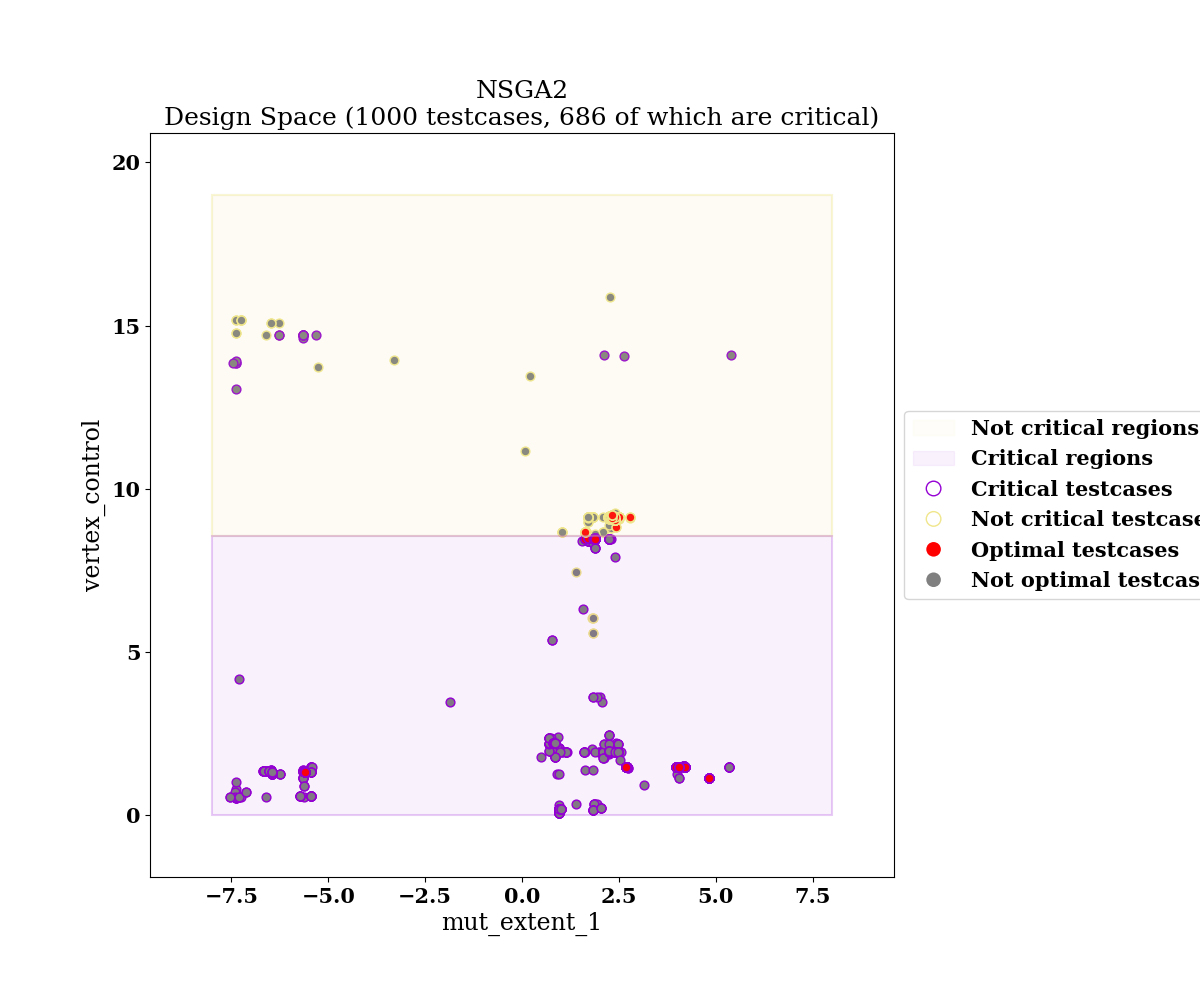 NSGA2
Design Space (1000 testcases, 686 of which are critical)
20
15
10
5
0
vertex_control
−7.5 −5.0 −2.5 0.0 2.5 5.0 7.5
mut_extent_1
Not critical regions
Critical regions
Critical testcases
Not critical testcase
Optimal testcases
Not optimal testcas